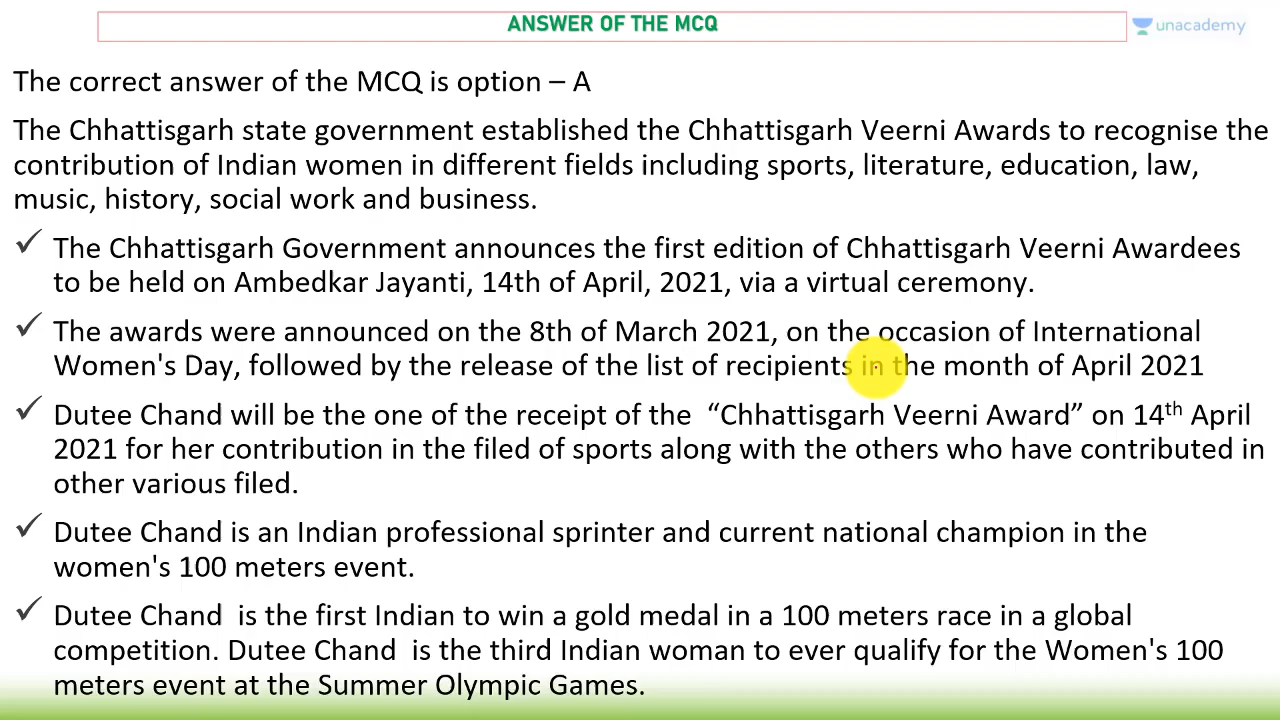 ANSWER OF THE MCQ
unacademy
The correct answer of the MCQ is option – A
The Chhattisgarh state government established the Chhattisgarh Veerni Awards to recognise the
contribution of Indian women in different fields including sports, literature, education, law,
music, history, social work and business.
✓ The Chhattisgarh Government announces the first edition of Chhattisgarh Veerni Awardees
to be held on Ambedkar Jayanti, 14th of April, 2021, via a virtual ceremony.
✓ The awards were announced on the 8th of March 2021, on the occasion of International
Women's Day, followed by the release of the list of recipients in the month of April 2021
✓ Dutee Chand will be the one of the receipt of the “Chhattisgarh Veerni Award” on 14th April
2021 for her contribution in the filed of sports along with the others who have contributed in
other various filed.
✓ Dutee Chand is an Indian professional sprinter and current national champion in the
women's 100 meters event.
✓ Dutee Chand is the first Indian to win a gold medal in a 100 meters race in a global
competition. Dutee Chand is the third Indian woman to ever qualify for the Women's 100
meters event at the Summer Olympic Games.